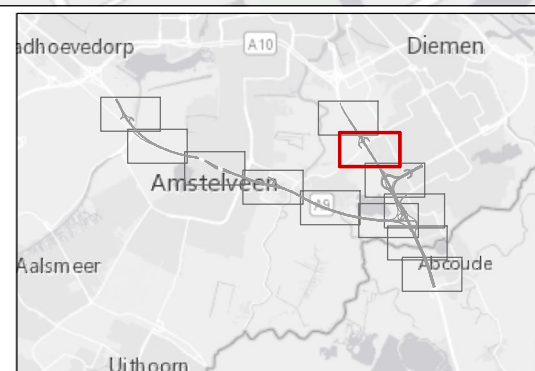 adhoevedorp
A10
Diemen
Amstelveen
A9
Aalsmeer
Abcoude
Uithoorn